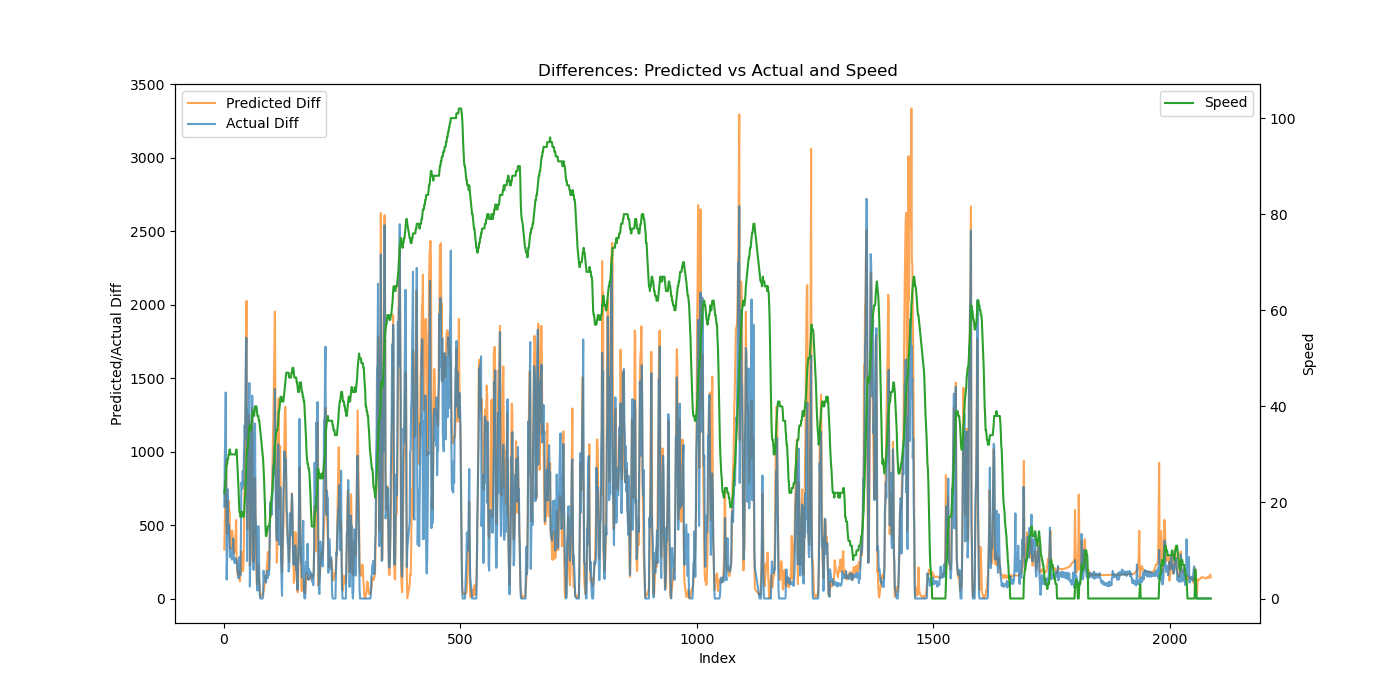 Differences: Predicted vs Actual and Speed
Predicted Diff
Actual Diff
Speed
3500
3000
2500
2000
1500
1000
500
0
Predicted/Actual Diff
100
80
60
40
20
0
Speed
0 500 1000 1500 2000
Index